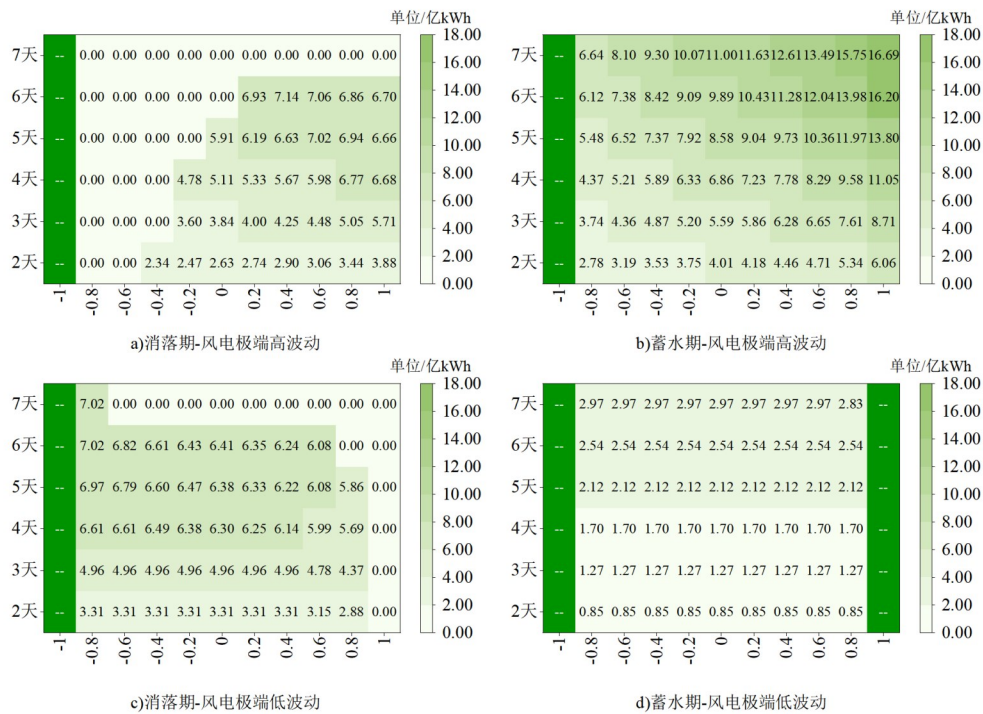 单位/亿kWh
7天 -- 0.00 0.00 0.00 0.00 0.00 0.00 0.00 0.00 0.00 0.00 18.00
16.00
6天 -- 0.00 0.00 0.00 0.00 0.00 6.93 7.14 7.06 6.86 6.70 14.00
12.00
5天 -- 0.00 0.00 0.00 0.00 5.91 6.19 6.63 7.02 6.94 6.66 10.00
4天 -- 0.00 0.00 0.00 4.78 5.11 5.33 5.67 5.98 6.77 6.68 8.00
6.00
3天 -- 0.00 0.00 0.00 3.60 3.84 4.00 4.25 4.48 5.05 5.71 4.00
2天 -- 0.00 0.00 2.34 2.47 2.63 2.74 2.90 3.06 3.44 3.88 2.00
0.00
-1 -0.8 -0.6 -0.4 -0.2 0 0.2 0.4 0.6 0.8 1
a)消落期-风电极端高波动
单位/亿kWh
7天 -- 6.64 8.10 9.30 10.07 11.00 11.63 12.61 13.49 15.75 16.69 18.00
16.00
6天 -- 6.12 7.38 8.42 9.09 9.89 10.43 11.28 12.04 13.98 16.20 14.00
12.00
5天 -- 5.48 6.52 7.37 7.92 8.58 9.04 9.73 10.36 11.97 13.80 10.00
4天 -- 4.37 5.21 5.89 6.33 6.86 7.23 7.78 8.29 9.58 11.05 8.00
6.00
3天 -- 3.74 4.36 4.87 5.20 5.59 5.86 6.28 6.65 7.61 8.71 4.00
2天 -- 2.78 3.19 3.53 3.75 4.01 4.18 4.46 4.71 5.34 6.06 2.00
0.00
-1 -0.8 -0.6 -0.4 -0.2 0 0.2 0.4 0.6 0.8 1
b)蓄水期-风电极端高波动
单位/亿kWh
7天 -- 7.02 0.00 0.00 0.00 0.00 0.00 0.00 0.00 0.00 0.00 18.00
16.00
6天 -- 7.02 6.82 6.61 6.43 6.41 6.35 6.24 6.08 0.00 0.00 14.00
12.00
5天 -- 6.97 6.79 6.60 6.47 6.38 6.33 6.22 6.08 5.86 0.00 10.00
4天 -- 6.61 6.61 6.49 6.38 6.30 6.25 6.14 5.99 5.69 0.00 8.00
6.00
3天 -- 4.96 4.96 4.96 4.96 4.96 4.96 4.96 4.78 4.37 0.00 4.00
2天 -- 3.31 3.31 3.31 3.31 3.31 3.31 3.31 3.15 2.88 0.00 2.00
0.00
-1 -0.8 -0.6 -0.4 -0.2 0 0.2 0.4 0.6 0.8 1
c)消落期-风电极端低波动
单位/亿kWh
7天 -- 2.97 2.97 2.97 2.97 2.97 2.97 2.97 2.97 2.83 -- 18.00
16.00
6天 -- 2.54 2.54 2.54 2.54 2.54 2.54 2.54 2.54 2.54 -- 14.00
12.00
5天 -- 2.12 2.12 2.12 2.12 2.12 2.12 2.12 2.12 2.12 -- 10.00
4天 -- 1.70 1.70 1.70 1.70 1.70 1.70 1.70 1.70 1.70 -- 8.00
6.00
3天 -- 1.27 1.27 1.27 1.27 1.27 1.27 1.27 1.27 1.27 -- 4.00
2天 -- 0.85 0.85 0.85 0.85 0.85 0.85 0.85 0.85 0.85 -- 2.00
0.00
-1 -0.8 -0.6 -0.4 -0.2 0 0.2 0.4 0.6 0.8 1
d)蓄水期-风电极端低波动